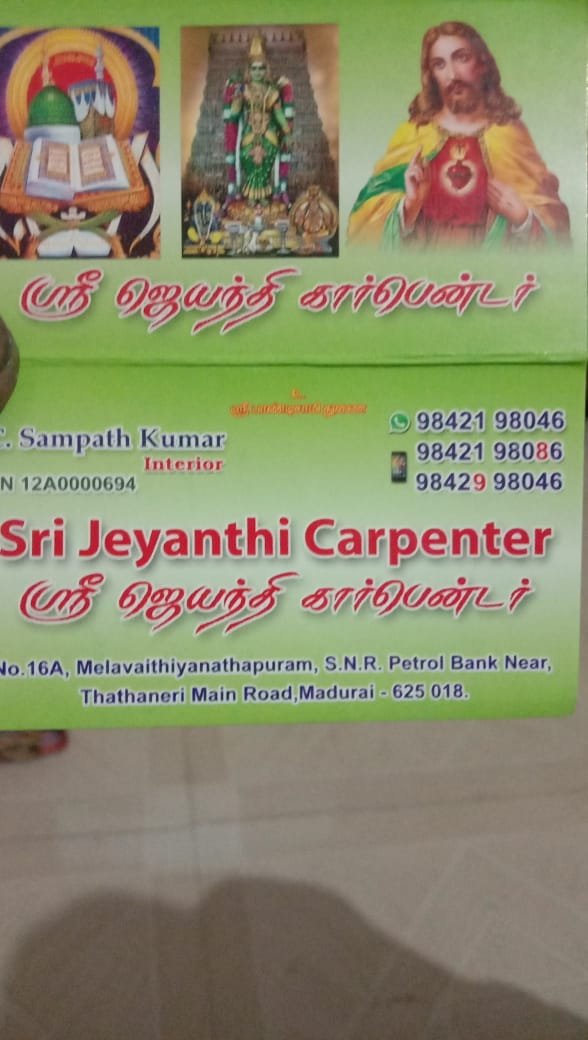 ஸ்ரீ ஜெயந்தி கார்பென்டர்
உ
ஸ்ரீ பாண்டிசாமி துணை
Sampath Kumar
Interior
N 12A0000694
98421 98046
98421 98086
98429 98046
Sri Jeyanthi Carpenter
ஸ்ரீ ஜெயந்தி கார்பென்டர்
No.16A, Melavaithiyanathapuram, S.N.R. Petrol Bank Near,
Thathaneri Main Road,Madurai - 625 018.